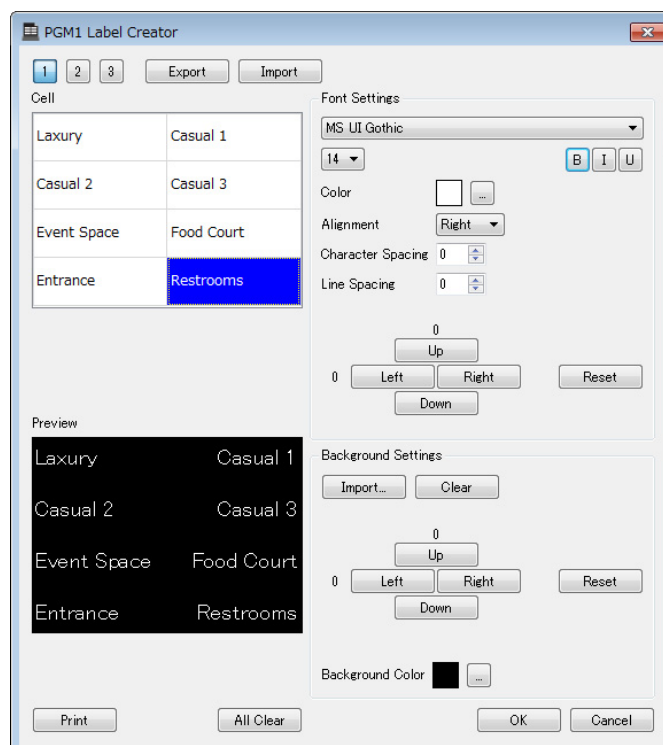 PGM1 Label Creator
1 2 3 Export Import
Cell
Laxury Casual 1
Casual 2 Casual 3
Event Space Food Court
Entrance Restrooms
Font Settings
MS UI Gothic
14 B I U
Color ...
Alignment Right
Character Spacing 0
Line Spacing 0
0
Up
0 Left Right Reset
Down
Preview
Laxury Casual 1
Casual 2 Casual 3
Event Space Food Court
Entrance Restrooms
Background Settings
Import... Clear
0
Up
0 Left Right Reset
Down
Background Color ...
Print All Clear OK Cancel